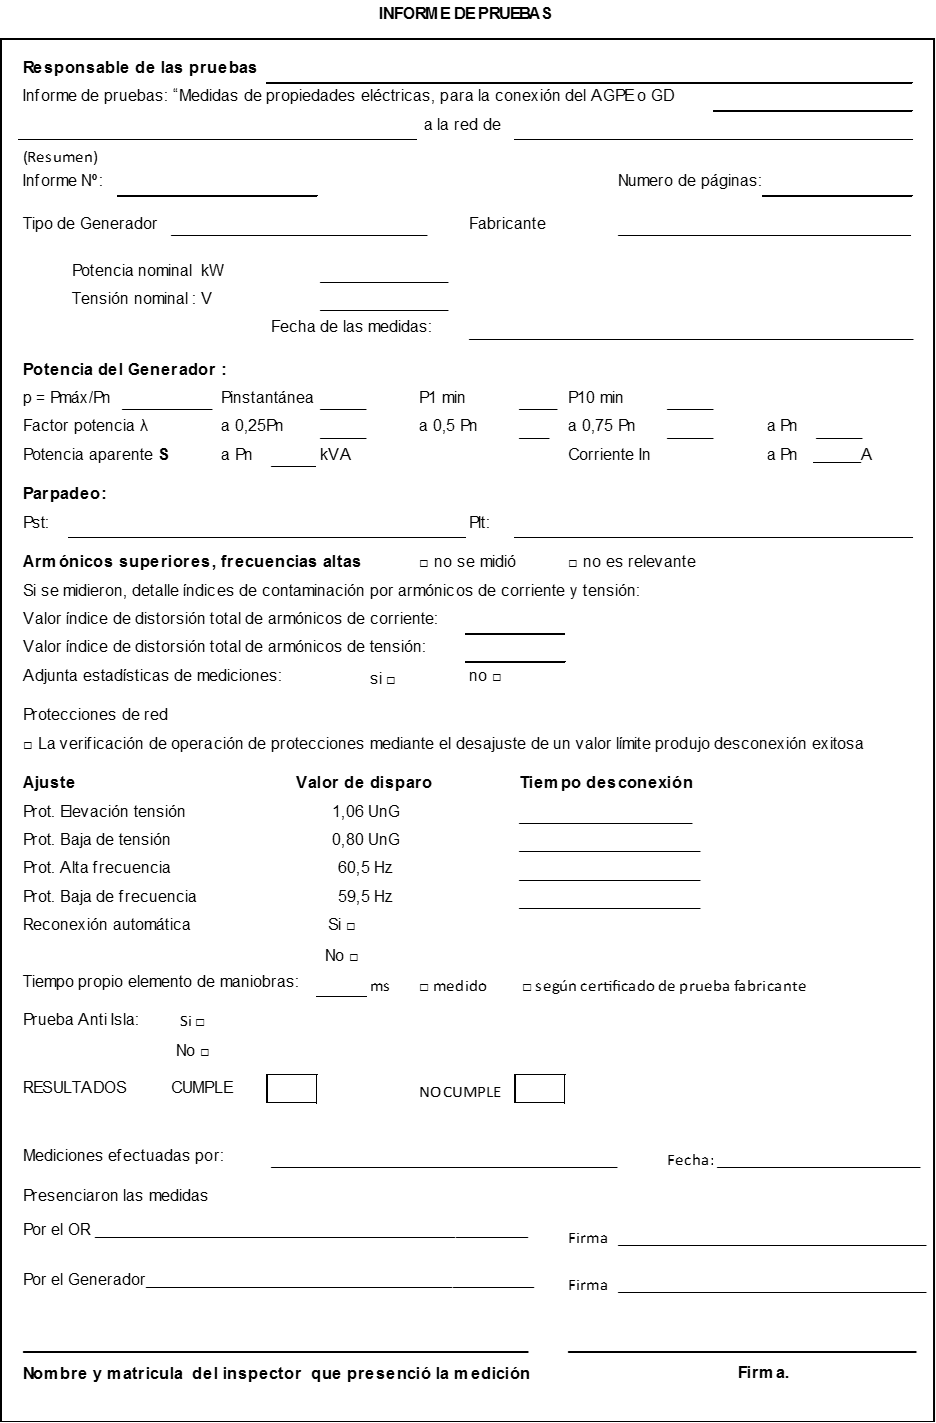 INFORME DE PRUEBAS
Responsable de las pruebas
Informe de pruebas: “Medidas de propiedades eléctricas, para la conexión del AGPE o GD
a la red de
(Resumen)
Informe Nº:
Numero de páginas:
Tipo de Generador
Fabricante
Potencia nominal kW
Tensión nominal : V
Fecha de las medidas:
Potencia del Generador :
p = Pmáx/Pn Pinstantánea P1 min P10 min
Factor potencia λ a 0,25Pn a 0,5 Pn a 0,75 Pn a Pn
Potencia aparente S a Pn kVA Corriente In a Pn A
Parpadeo:
Pst: Plt:
Armónicos superiores, frecuencias altas □ no se midió □ no es relevante
Si se midieron, detalle índices de contaminación por armónicos de corriente y tensión:
Valor índice de distorsión total de armónicos de corriente:
Valor índice de distorsión total de armónicos de tensión:
Adjunta estadísticas de mediciones: si □ no □
Protecciones de red
□ La verificación de operación de protecciones mediante el desajuste de un valor límite produjo desconexión exitosa
Ajuste Valor de disparo Tiempo desconexión
Prot. Elevación tensión 1,06 UnG
Prot. Baja de tensión 0,80 UnG
Prot. Alta frecuencia 60,5 Hz
Prot. Baja de frecuencia 59,5 Hz
Reconexión automática Si □
No □
Tiempo propio elemento de maniobras: ms □ medido □ según certificado de prueba fabricante
Prueba Anti Isla: Si □
No □
RESULTADOS CUMPLE NO CUMPLE
Mediciones efectuadas por: Fecha:
Presenciaron las medidas
Por el OR Firma
Por el Generador Firma
Nombre y matricula del inspector que presenció la medición Firma.